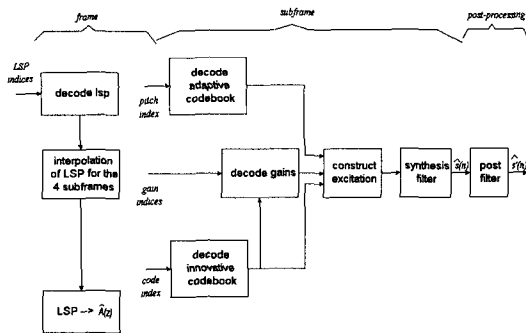 frame
subframe
post-processing
LSP
indices
decode lsp
interpolation
of LSP for the
4 subframes
LSP --> Â(z)
pitch
index
decode
adaptive
codebook
gain
indices
decode gains
code
index
decode
innovative
codebook
construct
excitation
synthesis
filter
ŝ(n)
post
filter
ŝ'(n)